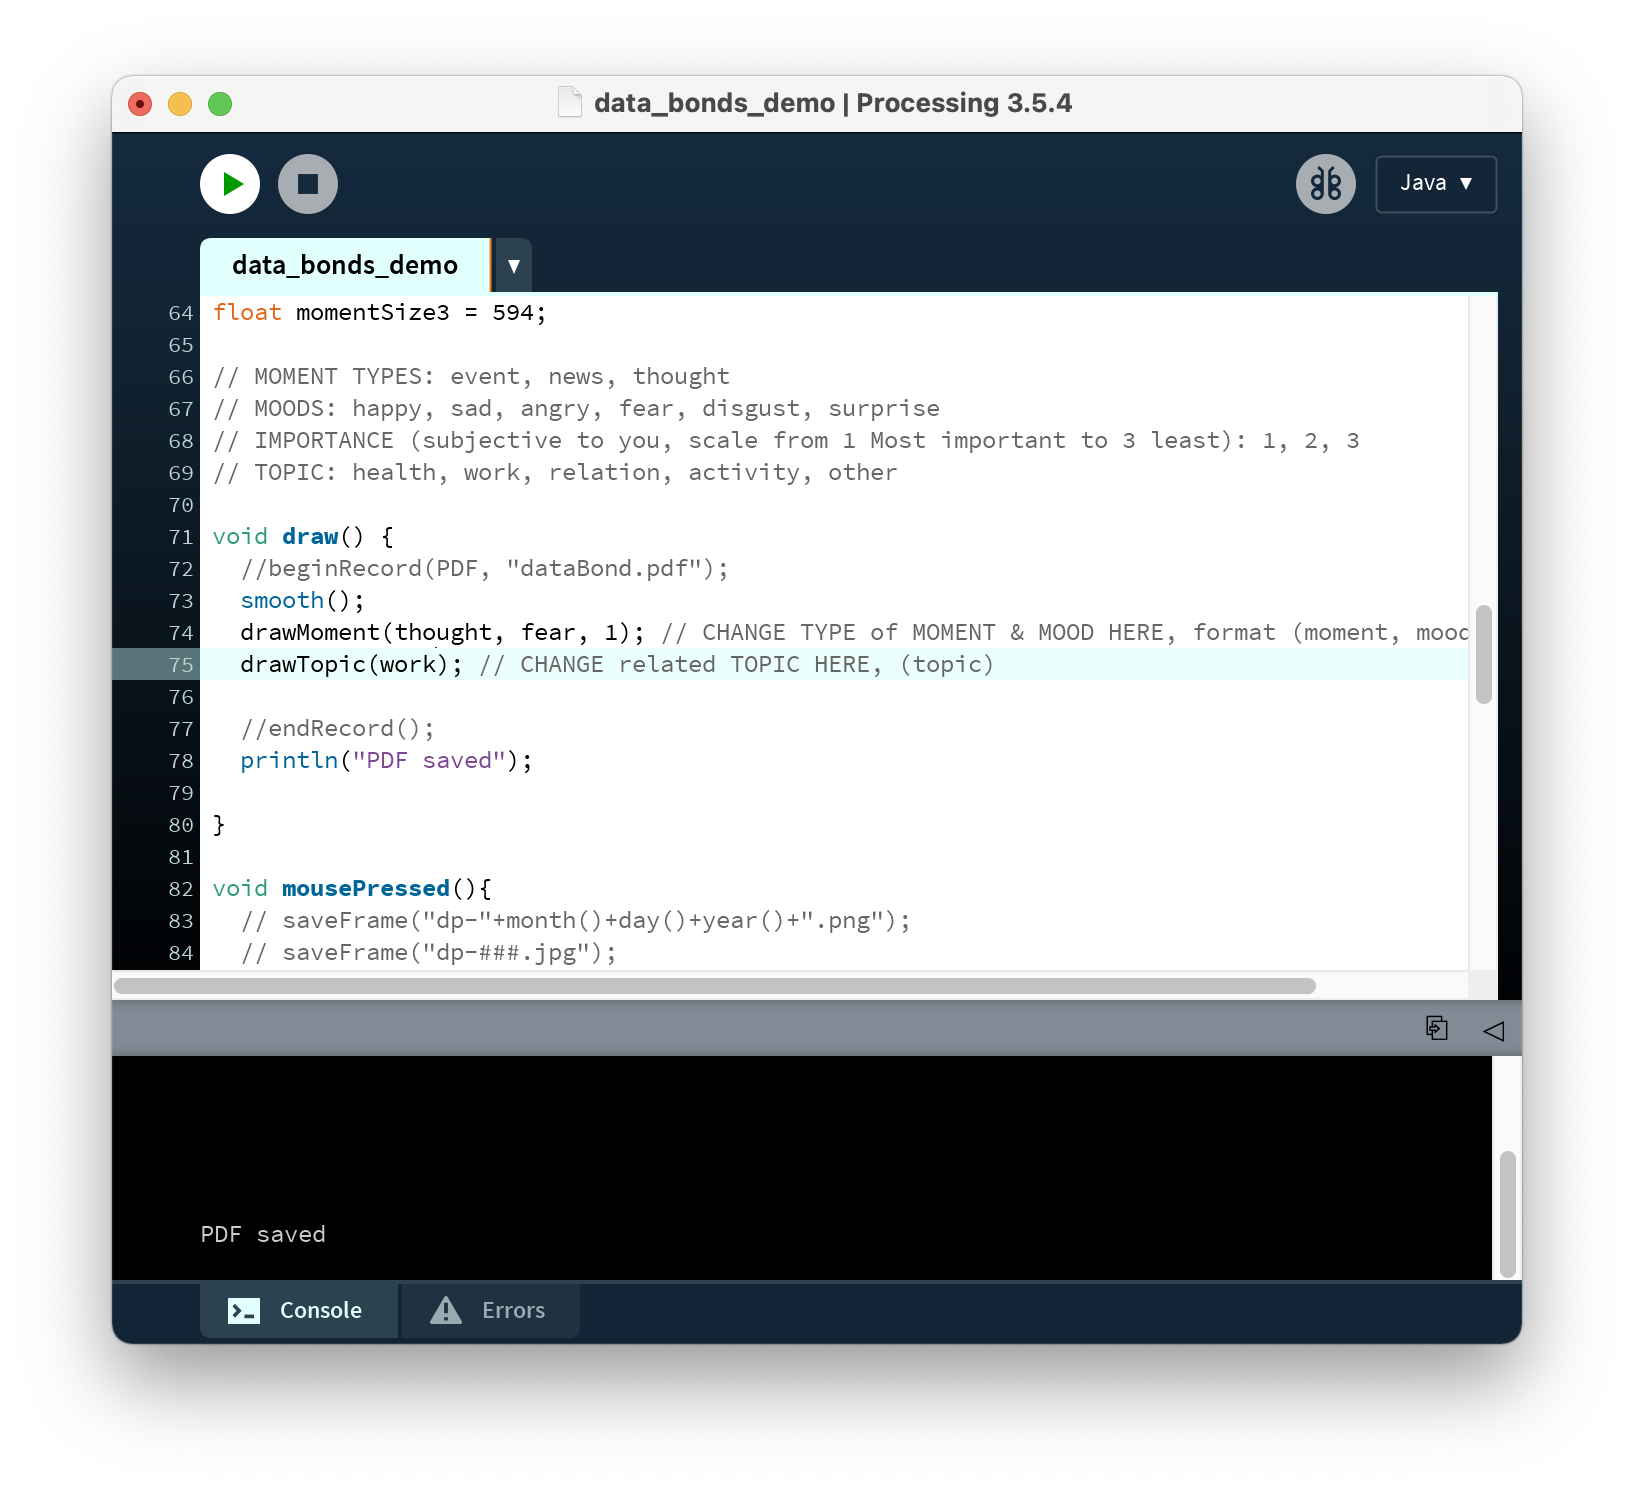 data_bonds_demo | Processing 3.5.4
Java ▼
data_bonds_demo ▼
64 float momentSize3 = 594;
65
66 // MOMENT TYPES: event, news, thought
67 // MOODS: happy, sad, angry, fear, disgust, surprise
68 // IMPORTANCE (subjective to you, scale from 1 Most important to 3 least): 1, 2, 3
69 // TOPIC: health, work, relation, activity, other
70
71 void draw() {
72   //beginRecord(PDF, "dataBond.pdf");
73   smooth();
74   drawMoment(thought, fear, 1); // CHANGE TYPE of MOMENT & MOOD HERE, format (moment, mood
75   drawTopic(work); // CHANGE related TOPIC HERE, (topic)
76
77   //endRecord();
78   println("PDF saved");
79
80 }
81
82 void mousePressed(){
83   // saveFrame("dp-"+month()+day()+year()+".png");
84   // saveFrame("dp-###.jpg");
PDF saved
Console Errors